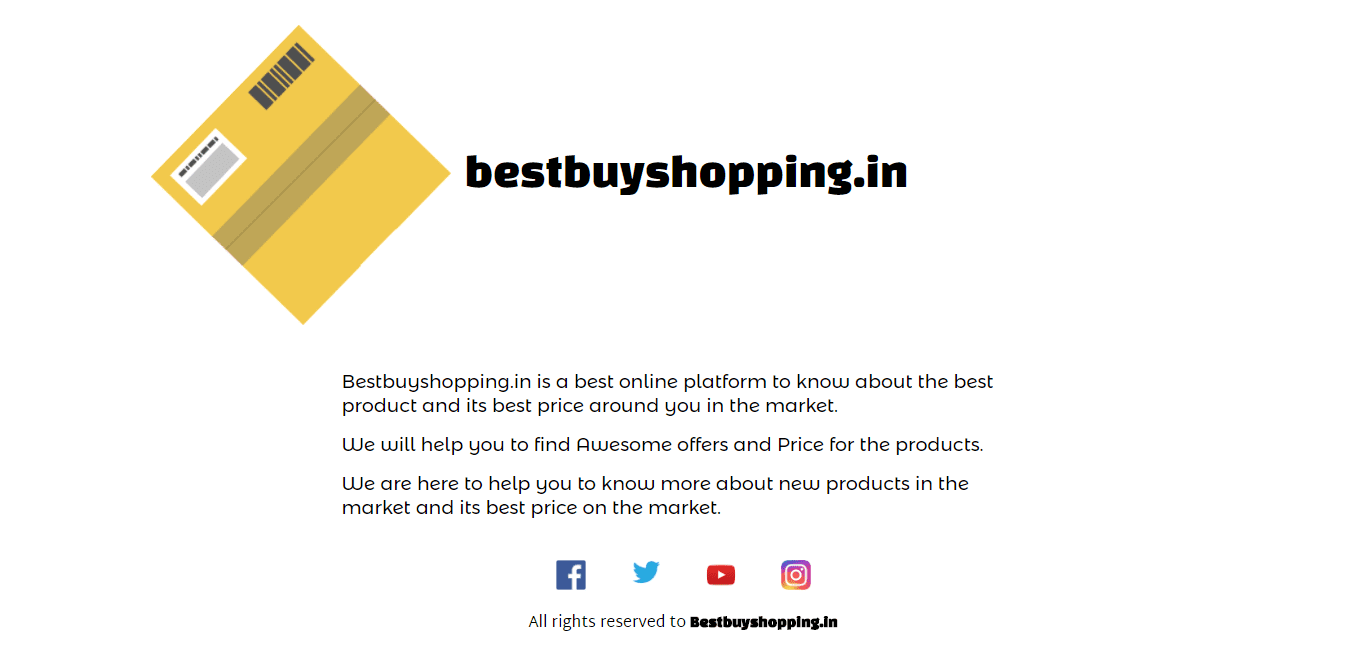 bestbuyshopping.in
Bestbuyshopping.in is a best online platform to know about the best
product and its best price around you in the market.
We will help you to find Awesome offers and Price for the products.
We are here to help you to know more about new products in the
market and its best price on the market.
All rights reserved to Bestbuyshopping.in